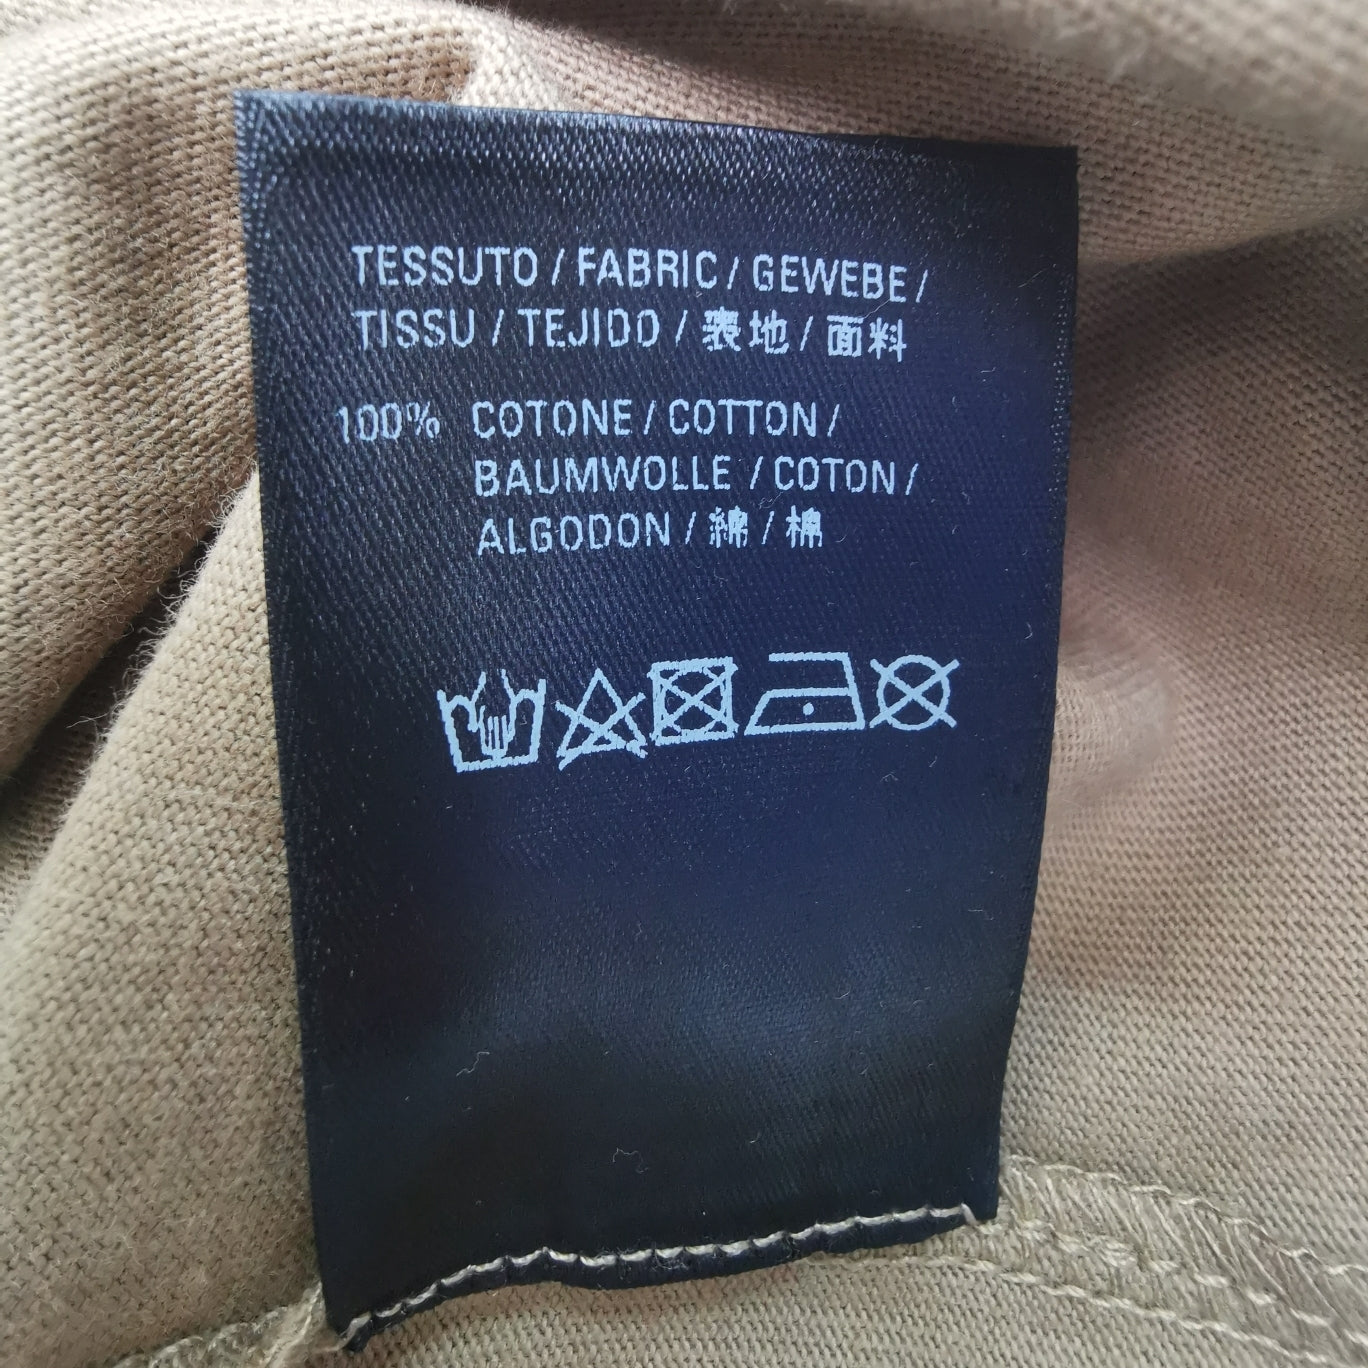 TESSUTO / FABRIC / GEWEBE /
TISSU / TEJIDO / 表地 / 面料
100% COTONE / COTTON /
BAUMWOLLE / COTON /
ALGODON / 綿 / 棉